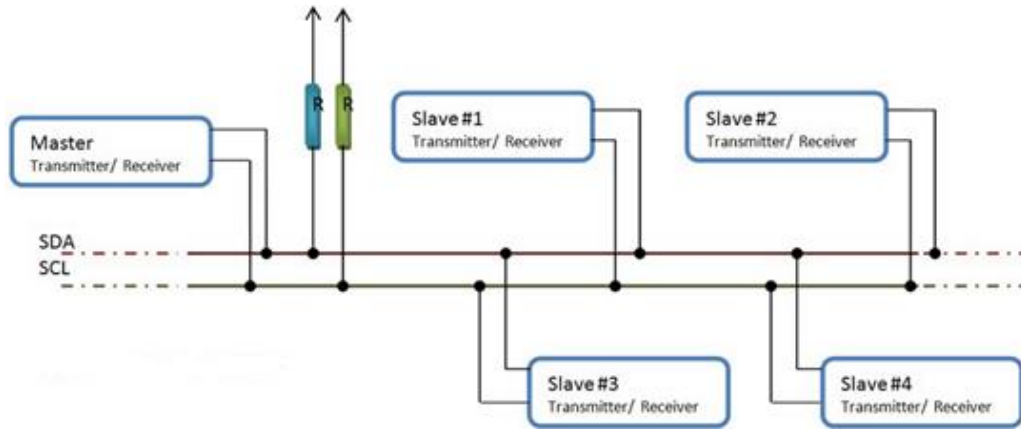 R
R
Master
Transmitter/ Receiver
Slave #1
Transmitter/ Receiver
Slave #2
Transmitter/ Receiver
SDA
SCL
Slave #3
Transmitter/ Receiver
Slave #4
Transmitter/ Receiver